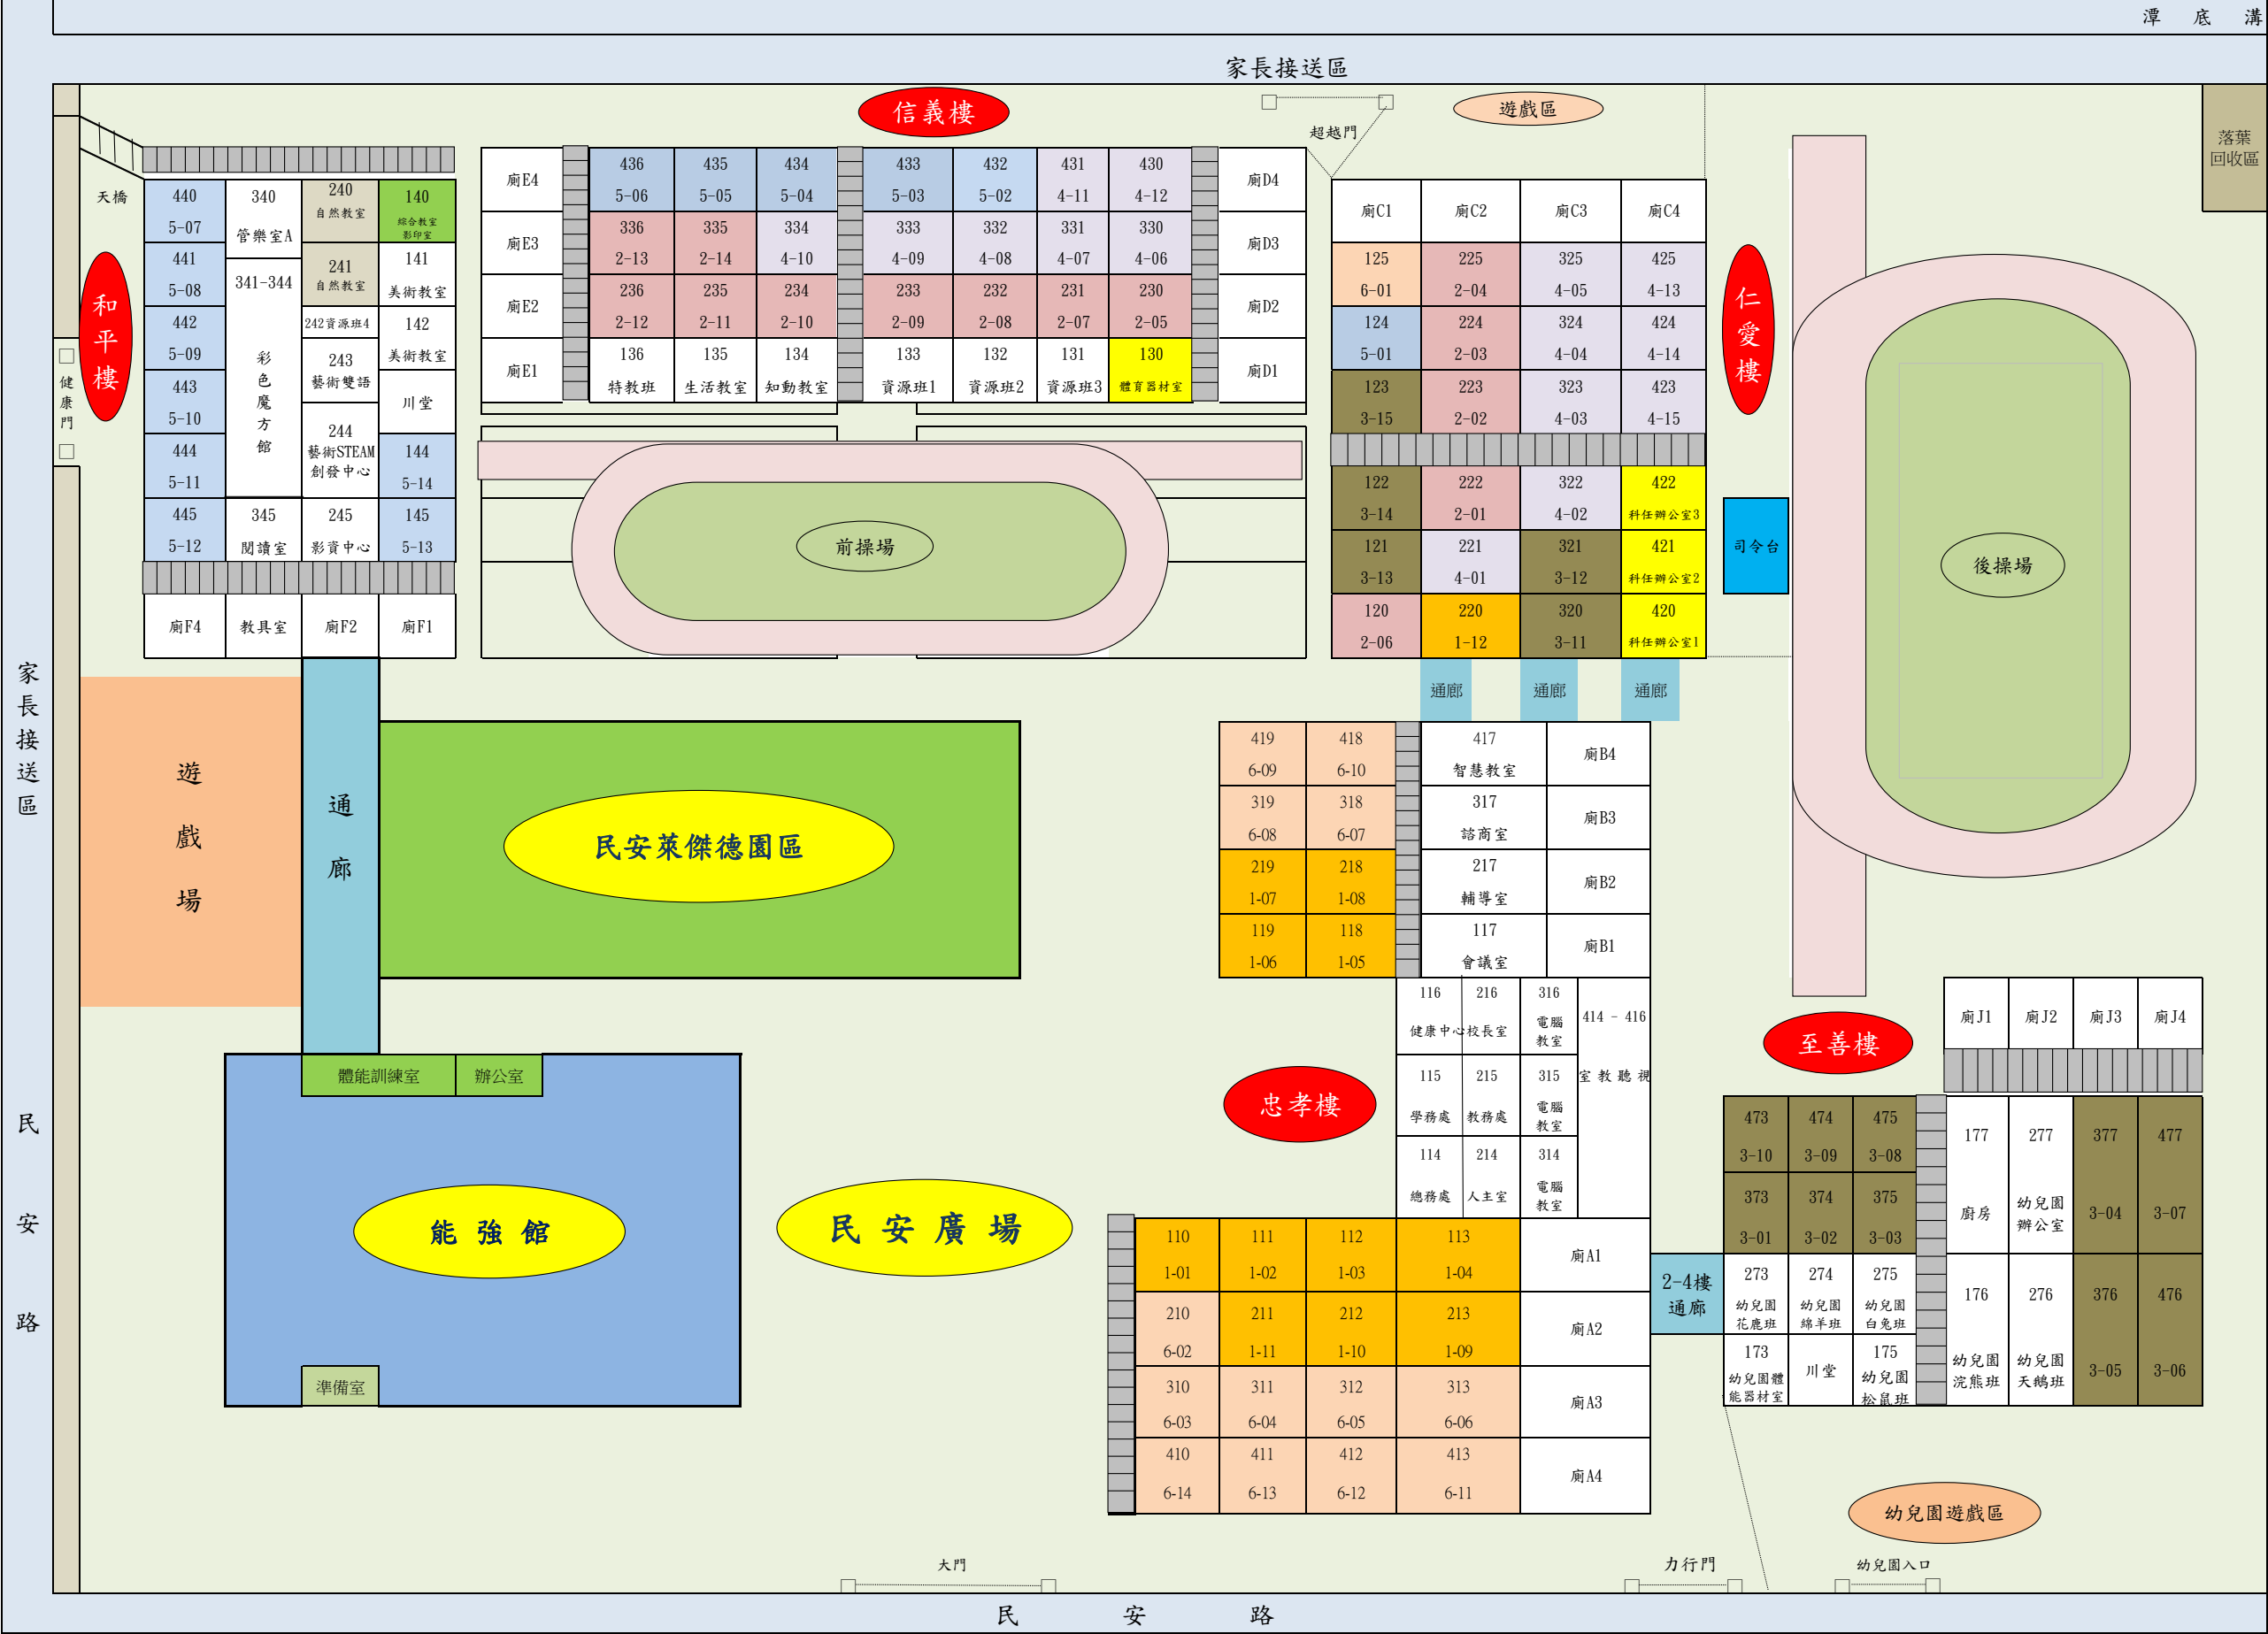 潭 底 溝
家長接送區
信義樓
遊戲區
超越門
落葉
回收區
天橋
和平樓
健康門
440
5-07
340
管樂室A
240
自然教室
140
綜合教室
影印室
441
5-08
341-344
彩色魔方館
241
自然教室
141
美術教室
442
5-09
242資源班4
142
美術教室
443
5-10
243
藝術雙語
川堂
444
5-11
244
藝術STEAM
創發中心
144
5-14
445
5-12
345
閱讀室
245
影資中心
145
5-13
廁F4
教具室
廁F2
廁F1
廁E4
436
5-06
435
5-05
434
5-04
433
5-03
432
5-02
431
4-11
430
4-12
廁D4
廁E3
336
2-13
335
2-14
334
4-10
333
4-09
332
4-08
331
4-07
330
4-06
廁D3
廁E2
236
2-12
235
2-11
234
2-10
233
2-09
232
2-08
231
2-07
230
2-05
廁D2
廁E1
136
特教班
135
生活教室
134
知動教室
133
資源班1
132
資源班2
131
資源班3
130
體育器材室
廁D1
前操場
廁C1
廁C2
廁C3
廁C4
125
6-01
225
2-04
325
4-05
425
4-13
124
5-01
224
2-03
324
4-04
424
4-14
123
3-15
223
2-02
323
4-03
423
4-15
122
3-14
222
2-01
322
4-02
422
科任辦公室3
121
3-13
221
4-01
321
3-12
421
科任辦公室2
120
2-06
220
1-12
320
3-11
420
科任辦公室1
仁愛樓
司令台
後操場
通廊
通廊
通廊
家長接送區
民安路
遊戲場
通廊
民安萊傑德園區
419
6-09
418
6-10
417
智慧教室
廁B4
319
6-08
318
6-07
317
諮商室
廁B3
219
1-07
218
1-08
217
輔導室
廁B2
119
1-06
118
1-05
117
會議室
廁B1
116
健康中心
216
校長室
316
電腦
教室
414 - 416
室 教 聽 視
115
學務處
215
教務處
315
電腦
教室
114
總務處
214
人主室
314
電腦
教室
忠孝樓
體能訓練室
辦公室
能 強 館
準備室
民 安 廣 場
110
1-01
111
1-02
112
1-03
113
1-04
廁A1
210
6-02
211
1-11
212
1-10
213
1-09
廁A2
310
6-03
311
6-04
312
6-05
313
6-06
廁A3
410
6-14
411
6-13
412
6-12
413
6-11
廁A4
2-4樓
通廊
至善樓
廁J1
廁J2
廁J3
廁J4
473
3-10
474
3-09
475
3-08
177
廚房
277
幼兒園
辦公室
377
3-04
477
3-07
373
3-01
374
3-02
375
3-03
273
幼兒園
花鹿班
274
幼兒園
綿羊班
275
幼兒園
白兔班
176
幼兒園
浣熊班
276
幼兒園
天鵝班
376
3-05
476
3-06
173
幼兒園體
能器材室
川堂
175
幼兒園
松鼠班
幼兒園遊戲區
大門
力行門
幼兒園入口
民 安 路